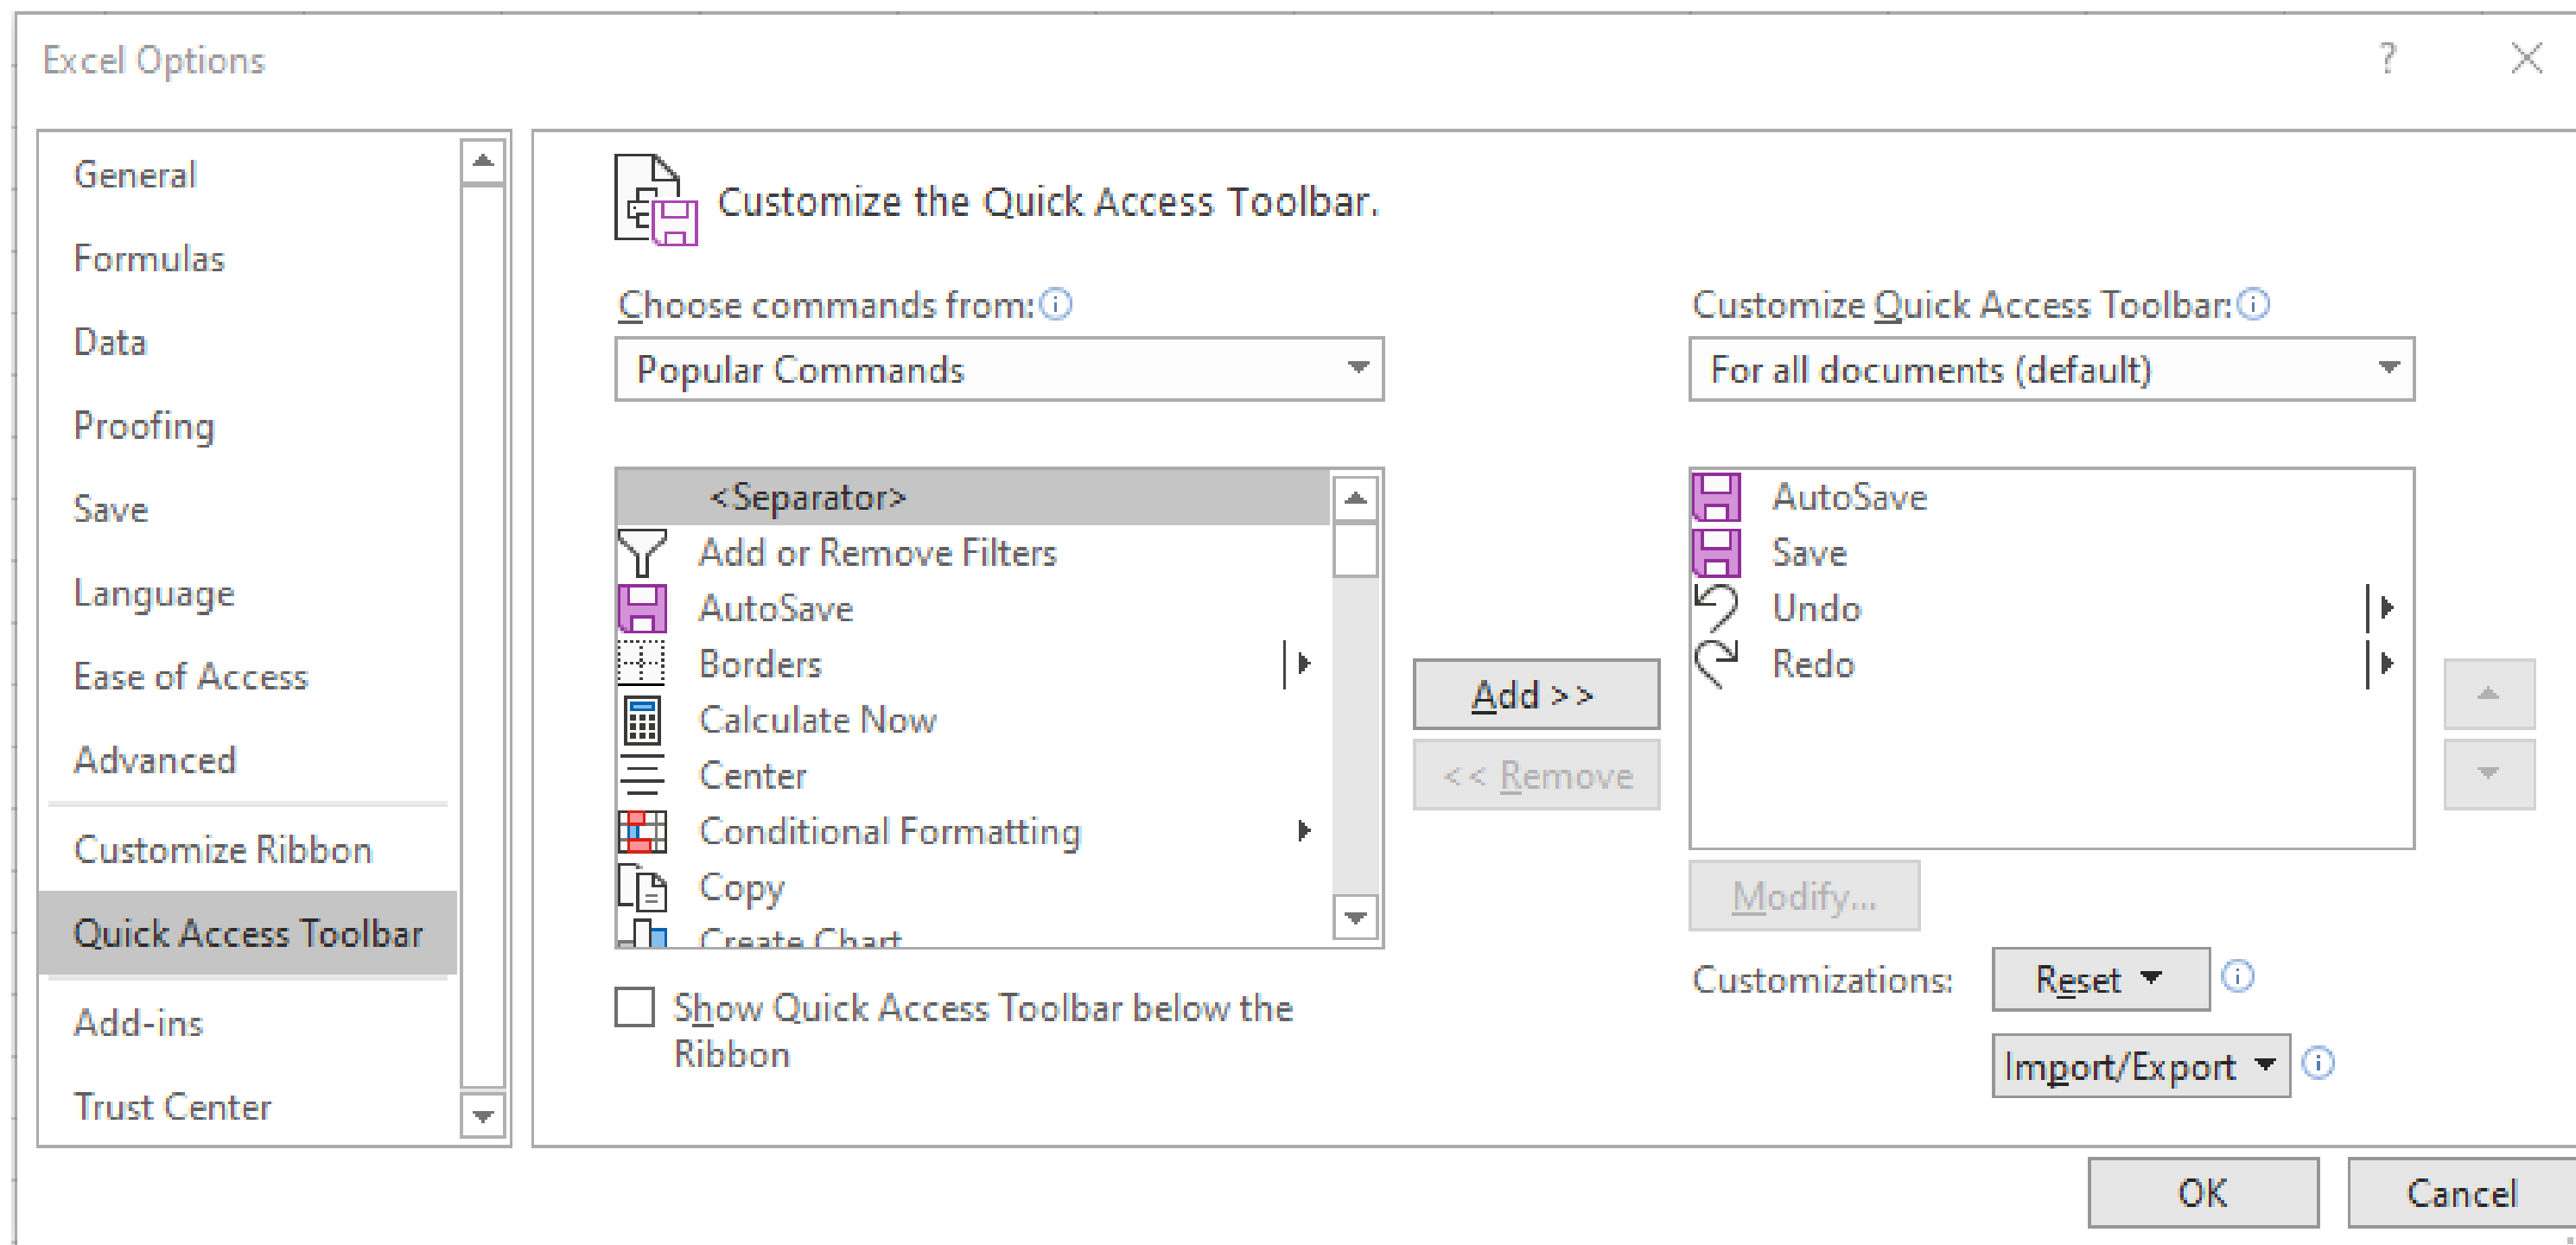 Excel Options
?
General
Formulas
Data
Proofing
Save
Language
Ease of Access
Advanced
Customize Ribbon
Quick Access Toolbar
Add-ins
Trust Center
Customize the Quick Access Toolbar.
Choose commands from:
Popular Commands
<Separator>
Add or Remove Filters
AutoSave
Borders
Calculate Now
Center
Conditional Formatting
Copy
Create Chart
Show Quick Access Toolbar below the
Ribbon
Add >>
<< Remove
Customize Quick Access Toolbar:
For all documents (default)
AutoSave
Save
Undo
Redo
Modify...
Customizations:
Reset
Import/Export
OK
Cancel